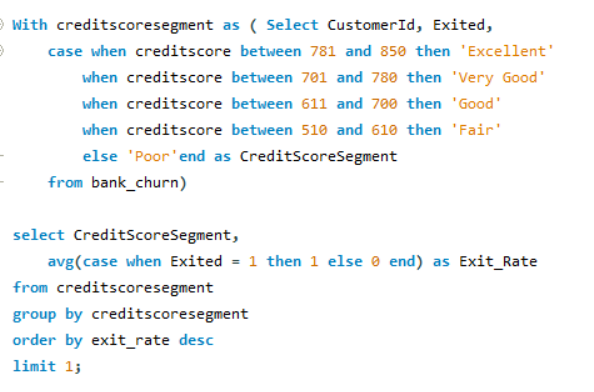 With creditscoresegment as ( Select CustomerId, Exited,
case when creditscore between 781 and 850 then 'Excellent'
when creditscore between 701 and 780 then 'Very Good'
when creditscore between 611 and 700 then 'Good'
when creditscore between 510 and 610 then 'Fair'
else 'Poor'end as CreditScoreSegment
from bank_churn)
select CreditScoreSegment,
avg(case when Exited = 1 then 1 else 0 end) as Exit_Rate
from creditscoresegment
group by creditscoresegment
order by exit_rate desc
limit 1;